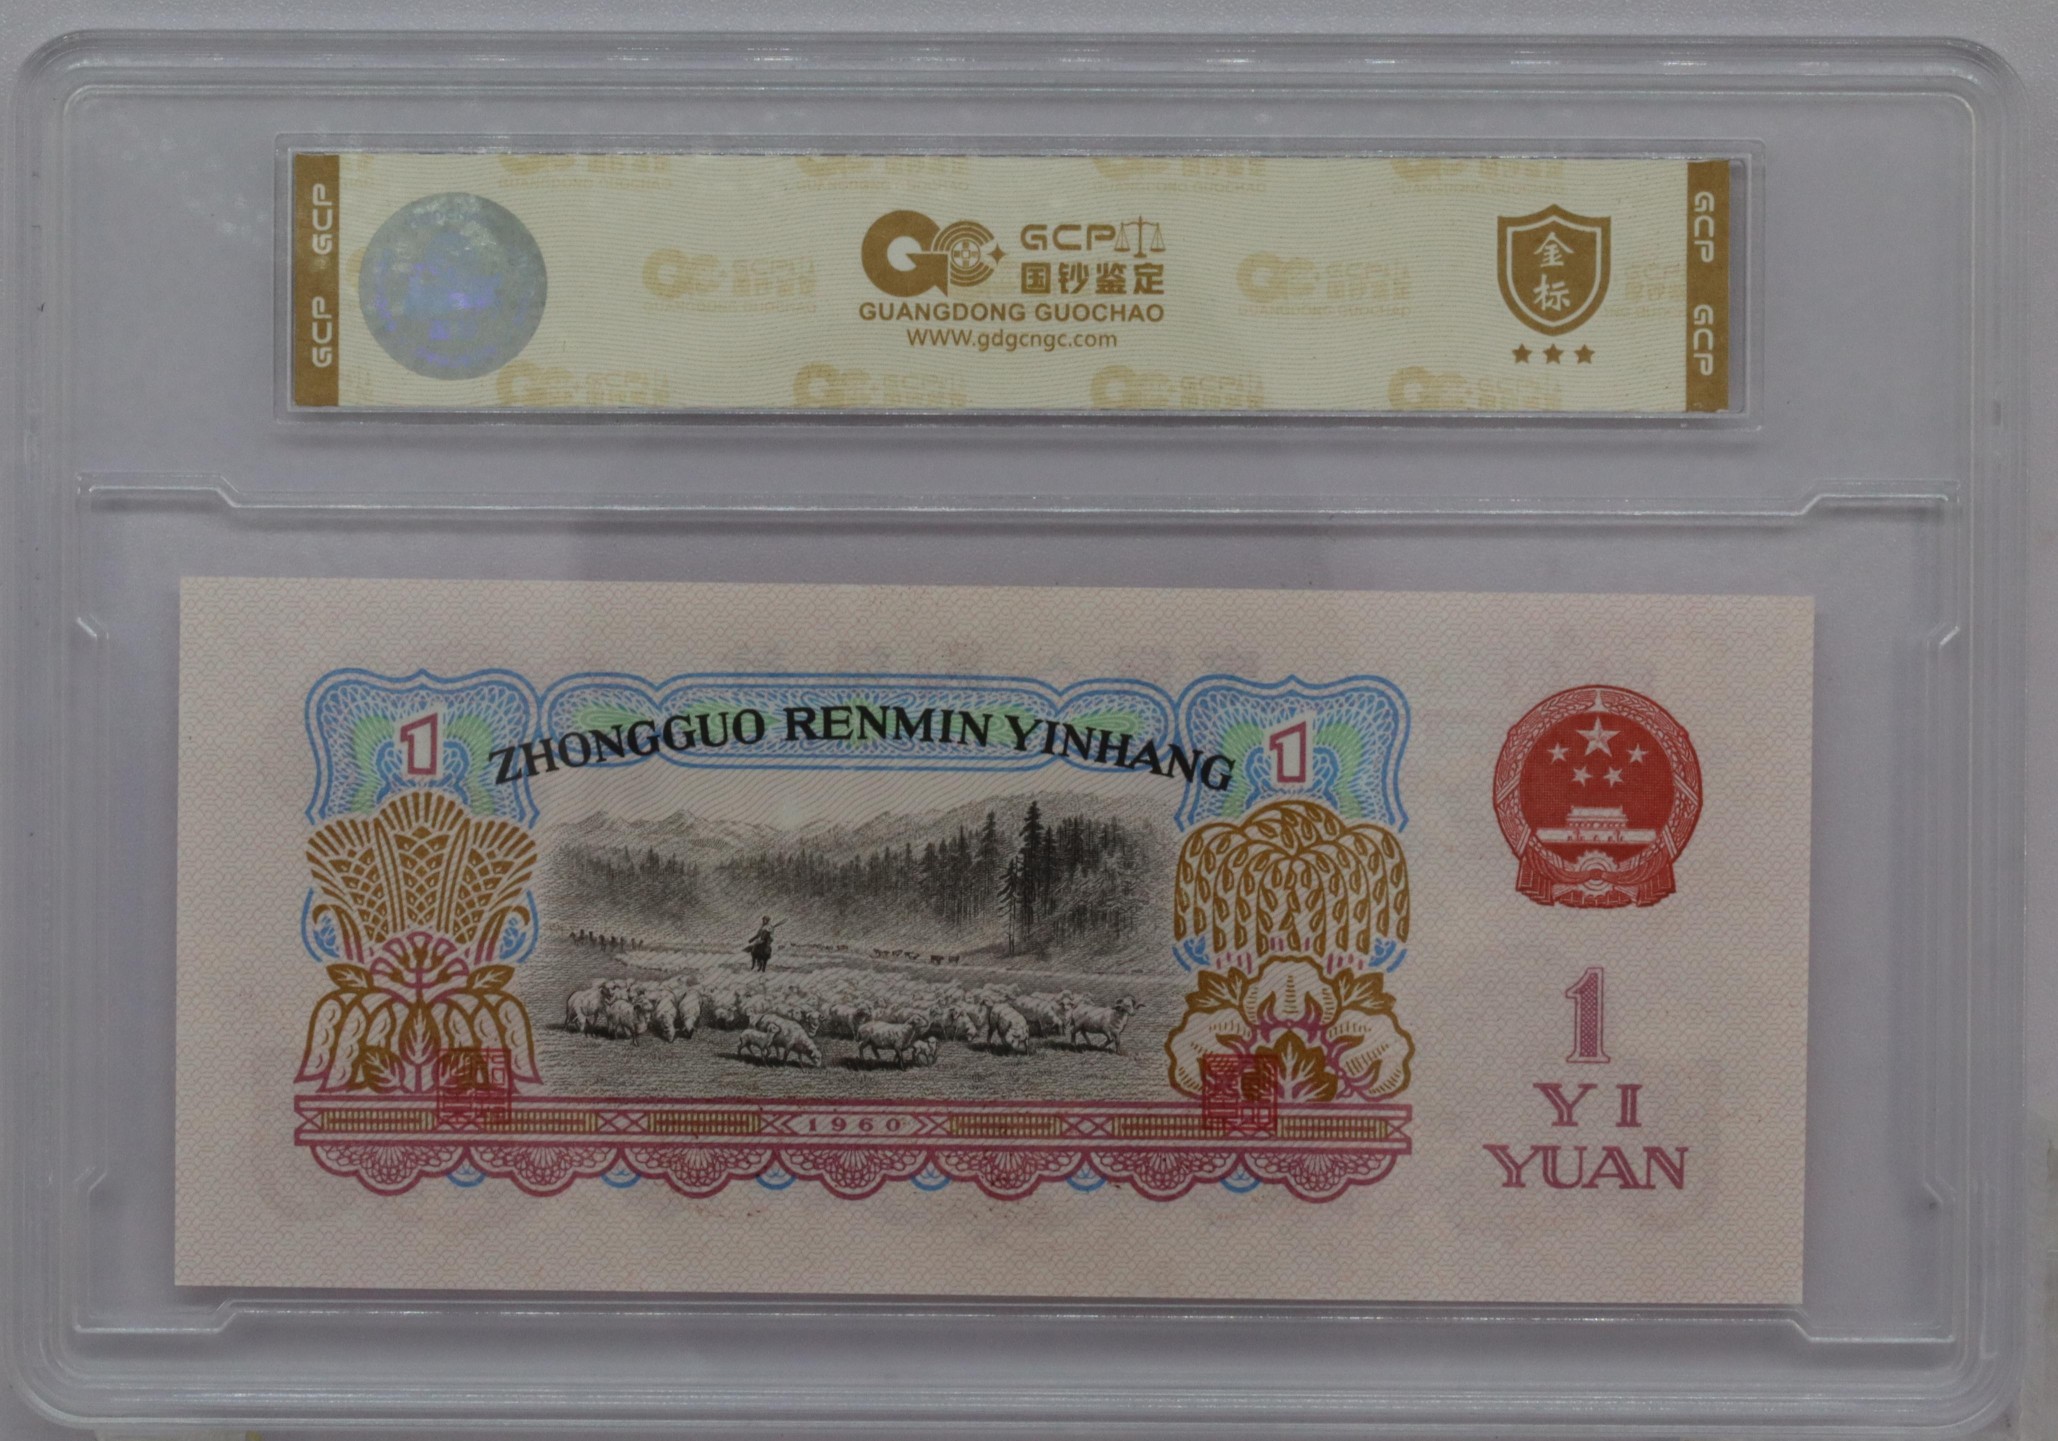 GCP GCP
GCP
国钞鉴定
GUANGDONG GUOCHAO
WWW.gdgcngc.com
金
标
GCP GCP
1
ZHONGGUO RENMIN YINHANG
1
1960
1
YI
YUAN